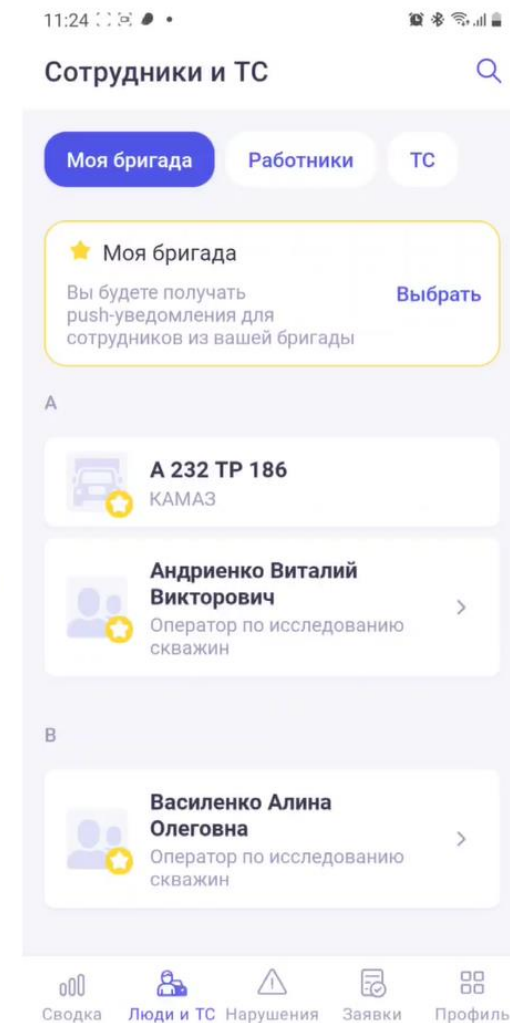 11:24
Сотрудники и ТС
Моя бригада
Работники
ТС
Моя бригада
Вы будете получать
push-уведомления для
сотрудников из вашей бригады
Выбрать
А
А 232 ТР 186
КАМАЗ
Андриенко Виталий
Викторович
Оператор по исследованию
скважин
В
Василенко Алина
Олеговна
Оператор по исследованию
скважин
Сводка
Люди и ТС
Нарушения
Заявки
Профиль